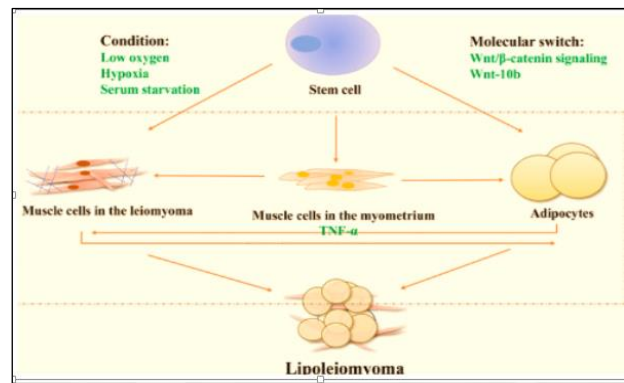 Condition:
Low oxygen
Hypoxia
Serum starvation
Molecular switch:
Wnt/β-catenin signaling
Wnt-10b
Stem cell
Muscle cells in the leiomyoma
Muscle cells in the myometrium
Adipocytes
TNF-α
Lipoleiomyoma